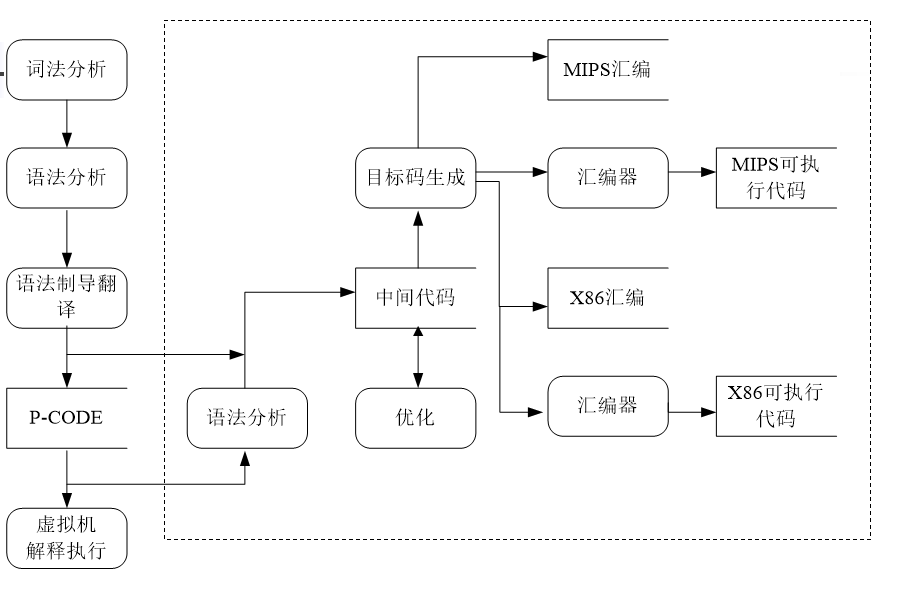 词法分析
语法分析
语法制导翻
译
P-CODE
虚拟机
解释执行
语法分析
目标码生成
中间代码
优化
MIPS汇编
汇编器
MIPS可执
行代码
X86汇编
汇编器
X86可执行
代码